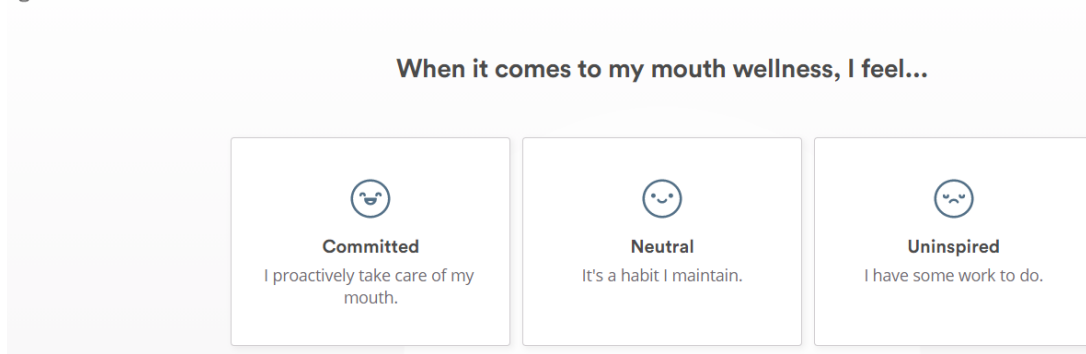 When it comes to my mouth wellness, I feel...
Committed
I proactively take care of my
mouth.
Neutral
It's a habit I maintain.
Uninspired
I have some work to do.